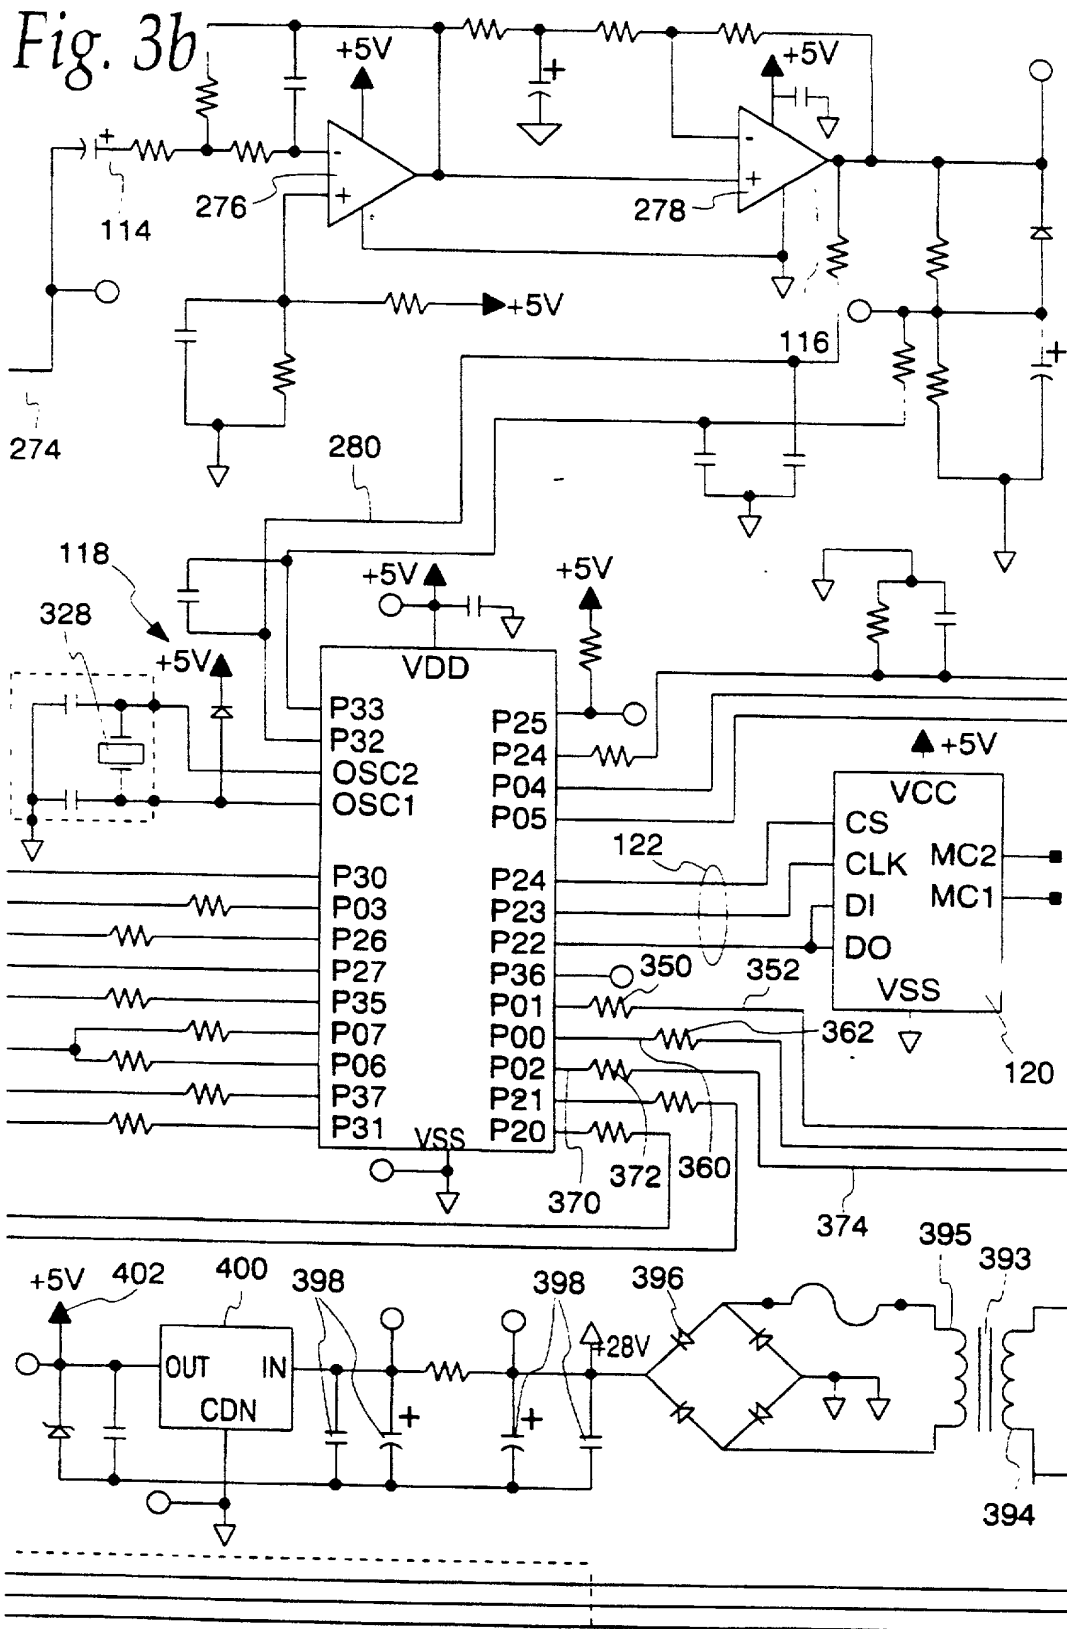 Fig. 3b
+5V
+5V
+
+
-
+
276
-
+
278
114
+5V
116
+
274
280
118
328
+5V
+5V
+5V
VDD
P33
P32
OSC2
OSC1
P30
P03
P26
P27
P35
P07
P06
P37
P31
VSS
P25
P24
P04
P05
P24
P23
P22
P36
P01
P00
P02
P21
P20
122
+5V
VCC
CS
CLK
DI
DO
MC2
MC1
VSS
120
350
352
362
360
372
370
374
+5V
402
400
398
398
396
395
393
+28V
OUT
IN
CDN
+
+
394